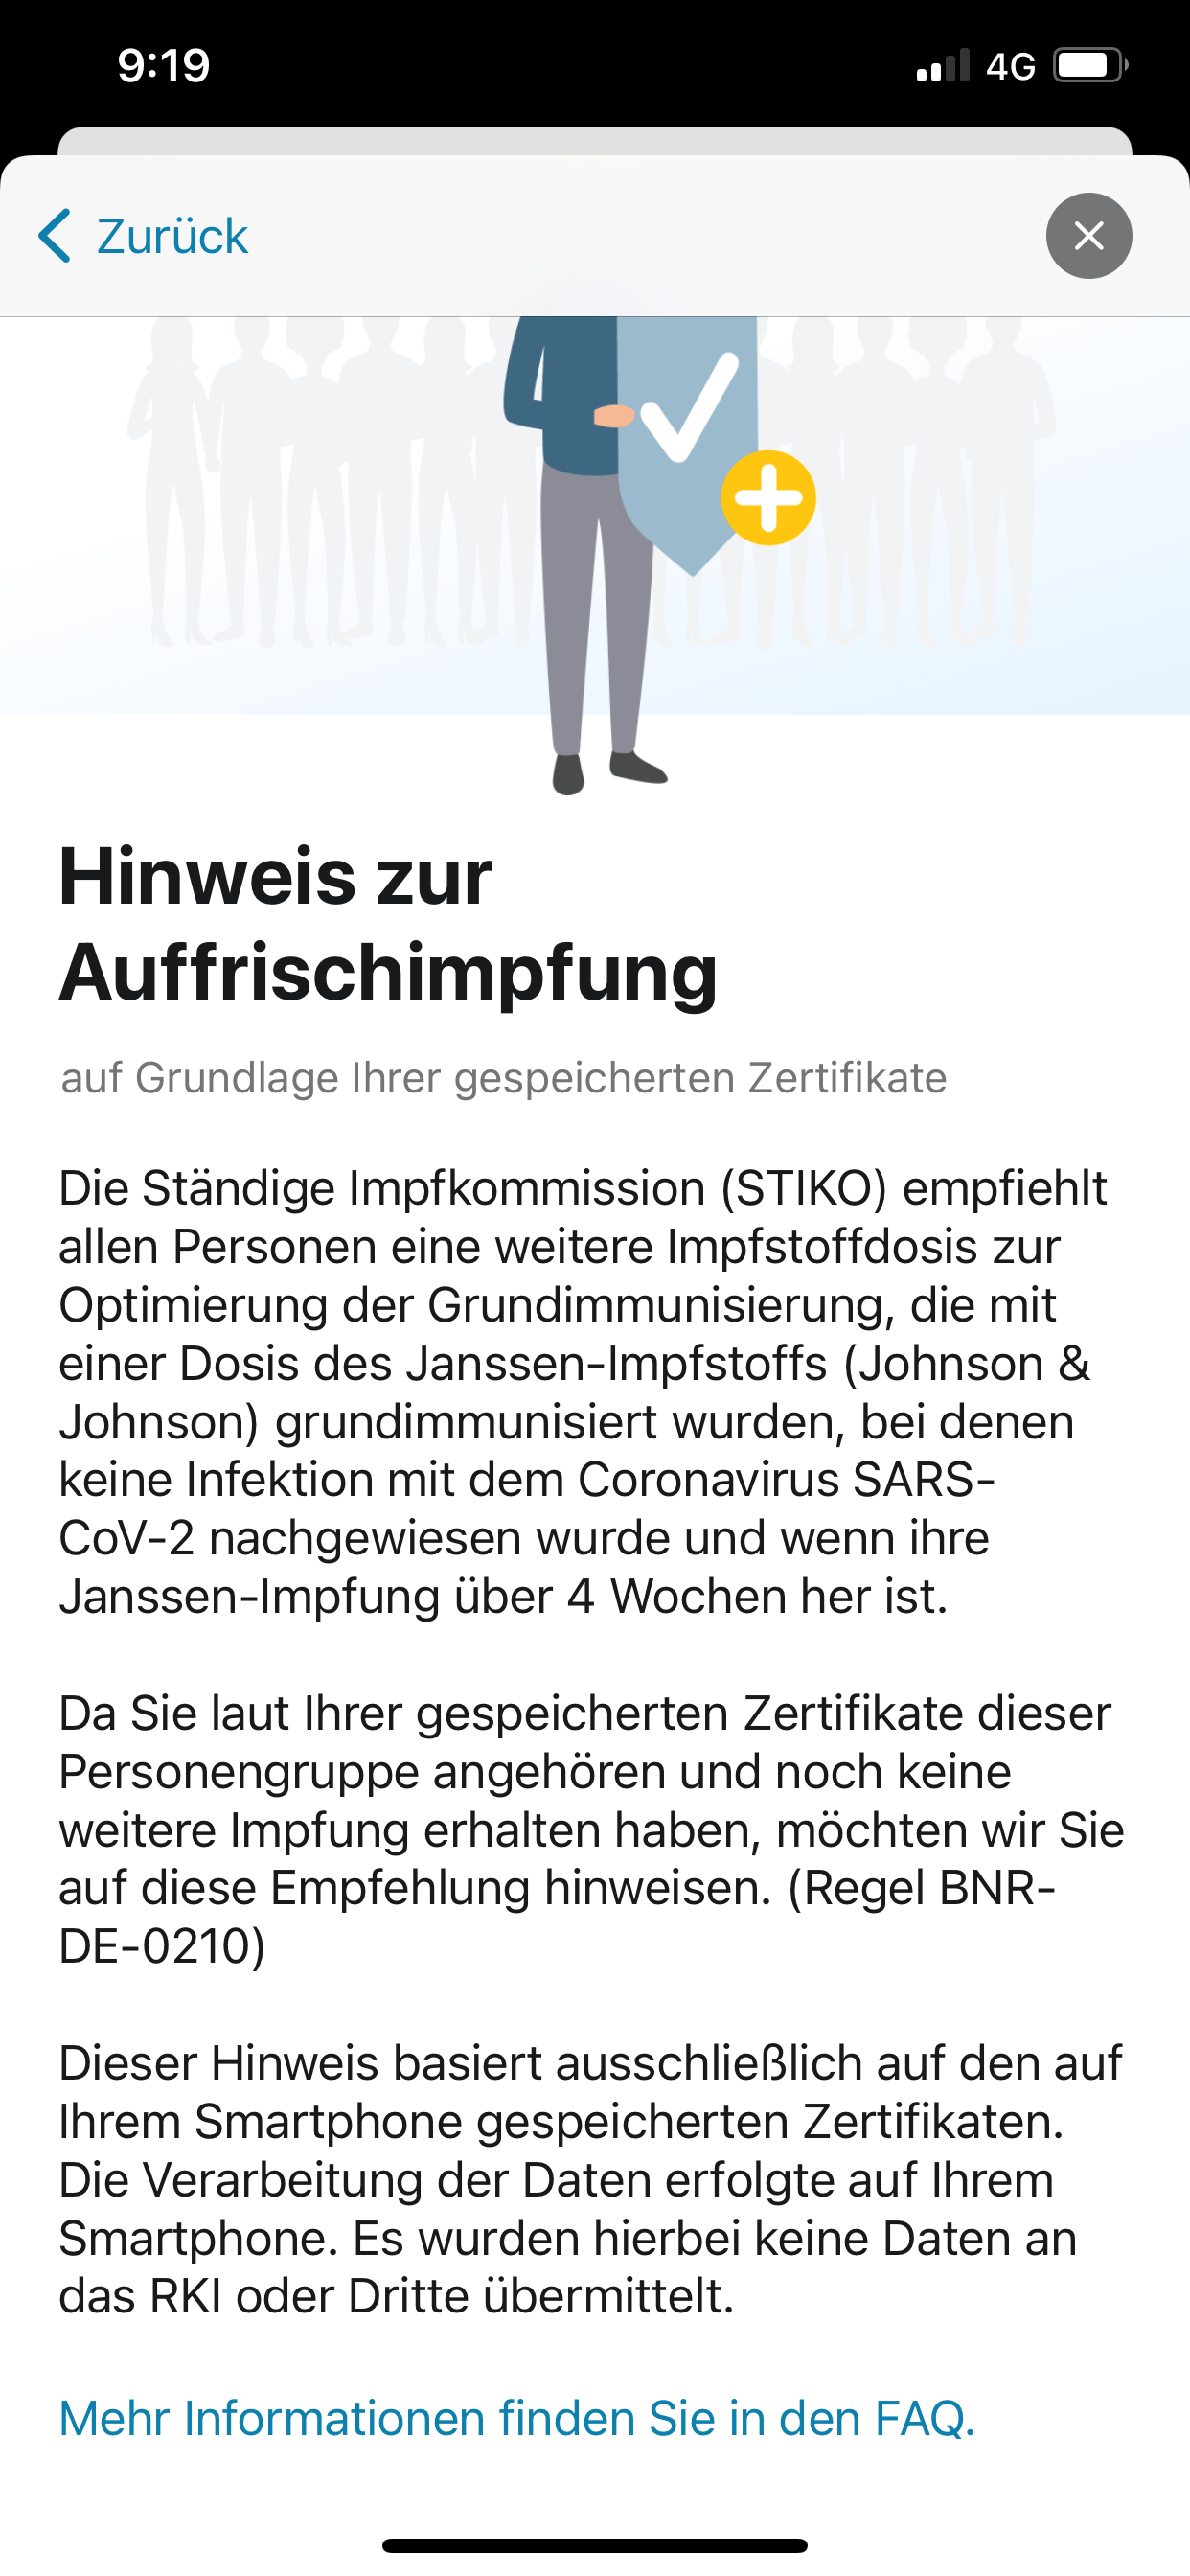 9:19
4G
Zurück
Hinweis zur
Auffrischimpfung
auf Grundlage Ihrer gespeicherten Zertifikate
Die Ständige Impfkommission (STIKO) empfiehlt
allen Personen eine weitere Impfstoffdosis zur
Optimierung der Grundimmunisierung, die mit
einer Dosis des Janssen-Impfstoffs (Johnson &
Johnson) grundimmunisiert wurden, bei denen
keine Infektion mit dem Coronavirus SARS-
CoV-2 nachgewiesen wurde und wenn ihre
Janssen-Impfung über 4 Wochen her ist.
Da Sie laut Ihrer gespeicherten Zertifikate dieser
Personengruppe angehören und noch keine
weitere Impfung erhalten haben, möchten wir Sie
auf diese Empfehlung hinweisen. (Regel BNR-
DE-0210)
Dieser Hinweis basiert ausschließlich auf den auf
Ihrem Smartphone gespeicherten Zertifikaten.
Die Verarbeitung der Daten erfolgte auf Ihrem
Smartphone. Es wurden hierbei keine Daten an
das RKI oder Dritte übermittelt.
Mehr Informationen finden Sie in den FAQ.